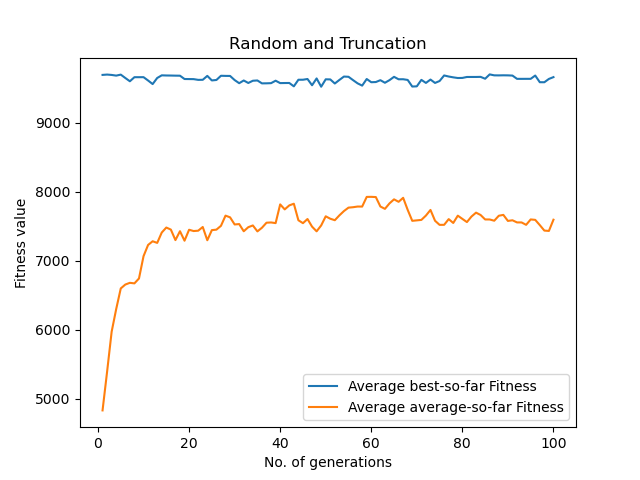 Random and Truncation
9000
8000
7000
6000
5000
Fitness value
Average best-so-far Fitness
Average average-so-far Fitness
0 20 40 60 80 100
No. of generations